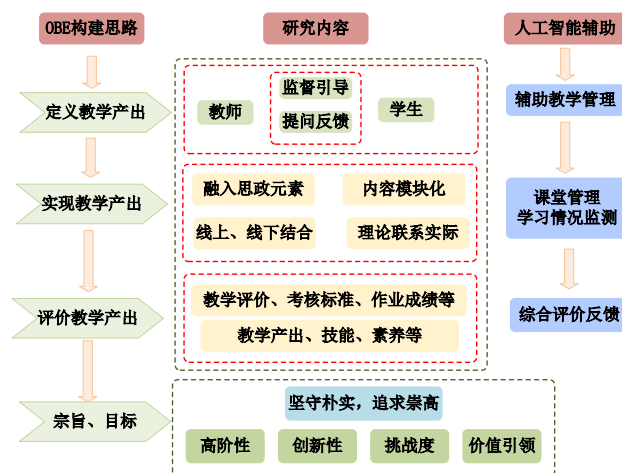 OBE构建思路
研究内容
人工智能辅助
定义教学产出
教师
监督引导
提问反馈
学生
辅助教学管理
实现教学产出
融入思政元素
内容模块化
线上、线下结合
理论联系实际
课堂管理
学习情况监测
评价教学产出
教学评价、考核标准、作业成绩等
教学产出、技能、素养等
综合评价反馈
宗旨、目标
坚守朴实，追求崇高
高阶性
创新性
挑战度
价值引领